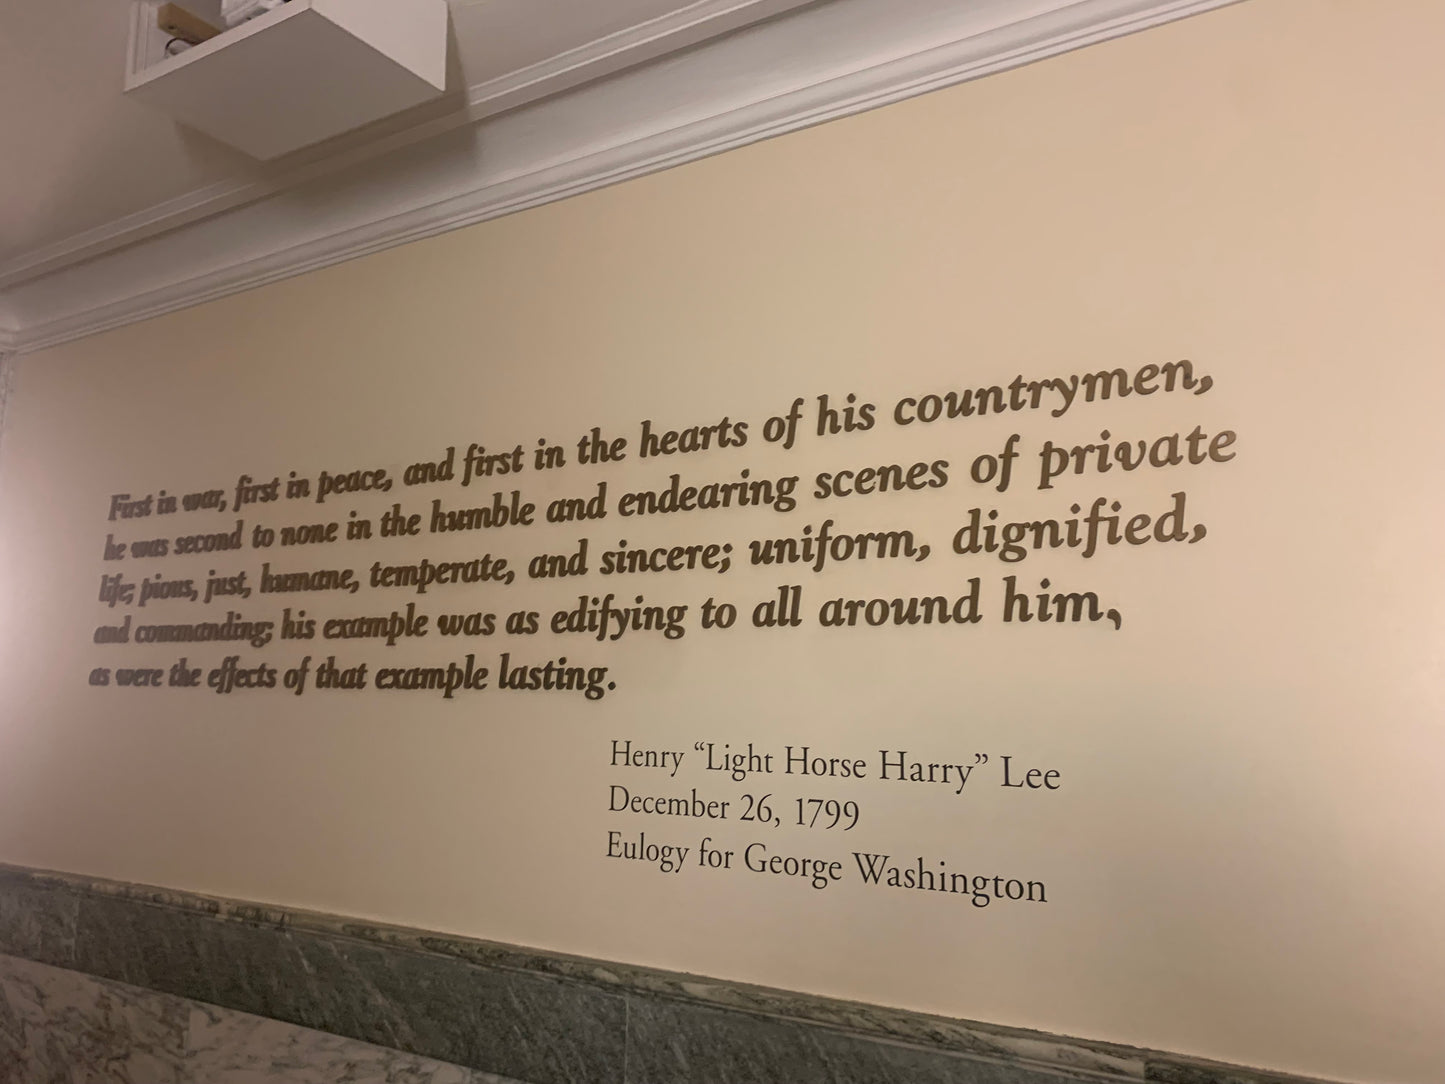 First in war, first in peace, and first in the hearts of his countrymen,
he was second to none in the humble and endearing scenes of private
life; pious, just, humane, temperate, and sincere; uniform, dignified,
and commanding; his example was as edifying to all around him,
as were the effects of that example lasting.
Henry “Light Horse Harry” Lee
December 26, 1799
Eulogy for George Washington